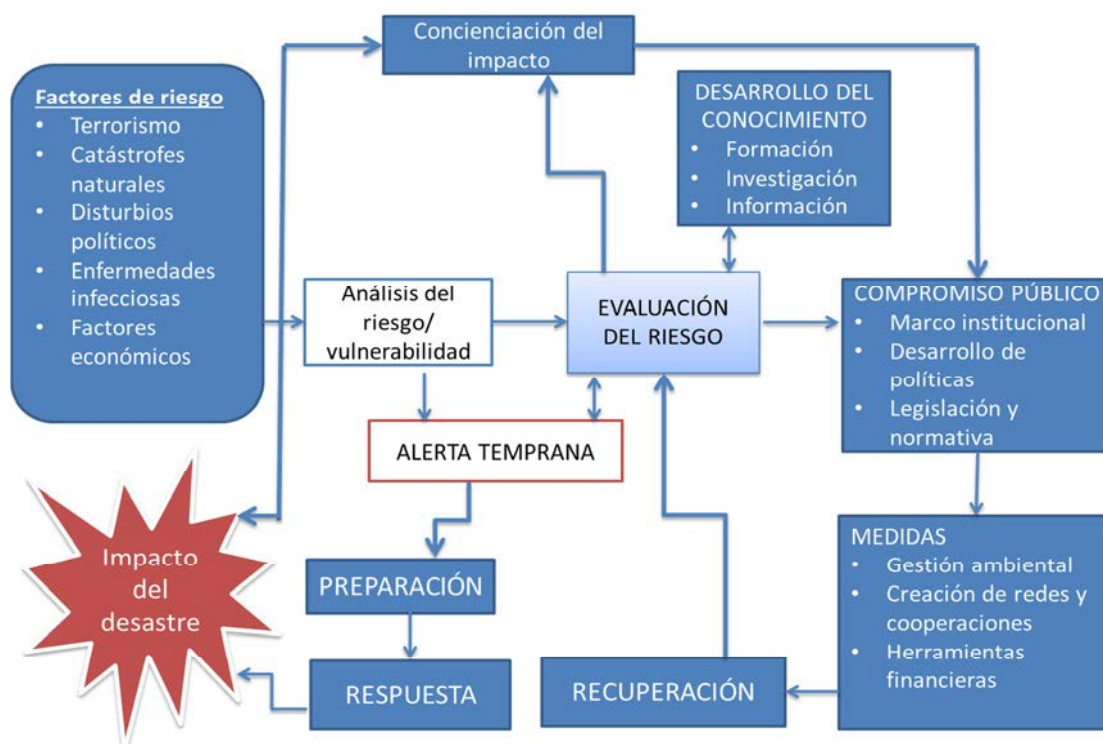 Concienciación del
impacto
Factores de riesgo
• Terrorismo
• Catástrofes
naturales
• Disturbios
políticos
• Enfermedades
infecciosas
• Factores
económicos
DESARROLLO DEL
CONOCIMIENTO
• Formación
• Investigación
• Información
Análisis del
riesgo/
vulnerabilidad
EVALUACIÓN
DEL RIESGO
COMPROMISO PÚBLICO
• Marco institucional
• Desarrollo de
políticas
• Legislación y
normativa
ALERTA TEMPRANA
Impacto
del
desastre
PREPARACIÓN
MEDIDAS
• Gestión ambiental
• Creación de redes y
cooperaciones
• Herramientas
financieras
RESPUESTA
RECUPERACIÓN